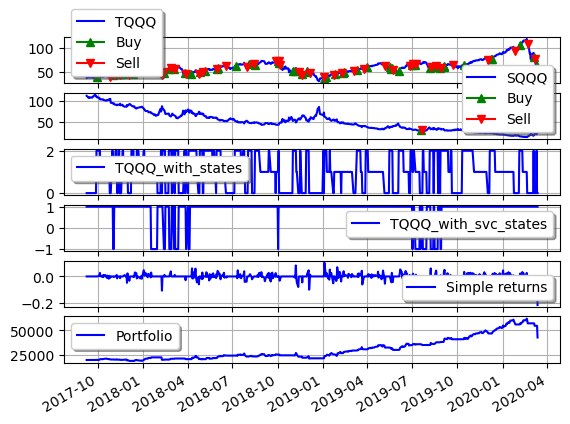 TQQQ
Buy
Sell
100
50
SQQQ
Buy
Sell
100
50
TQQQ_with_states
2
0
TQQQ_with_svc_states
1
0
−1
Simple returns
0.0
−0.2
Portfolio
50000
25000
2017-10
2018-01
2018-04
2018-07
2018-10
2019-01
2019-04
2019-07
2019-10
2020-01
2020-04